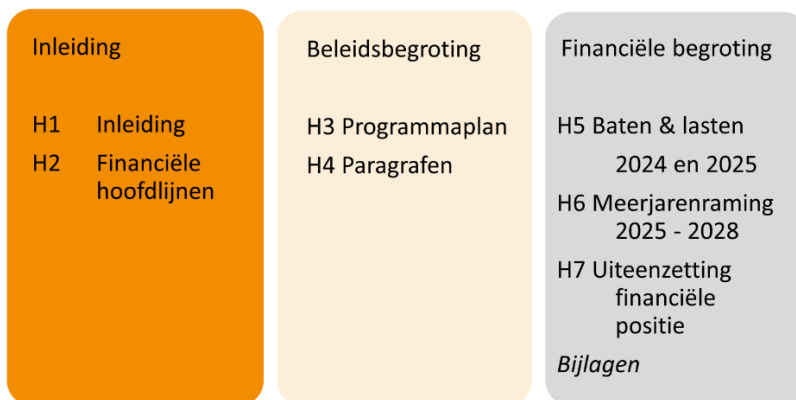 Inleiding
H1 Inleiding
H2 Financiële
hoofdlijnen
Beleidsbegroting
H3 Programmaplan
H4 Paragrafen
Financiële begroting
H5 Baten & lasten
2024 en 2025
H6 Meerjarenraming
2025 - 2028
H7 Uiteenzetting
financiële
positie
Bijlagen